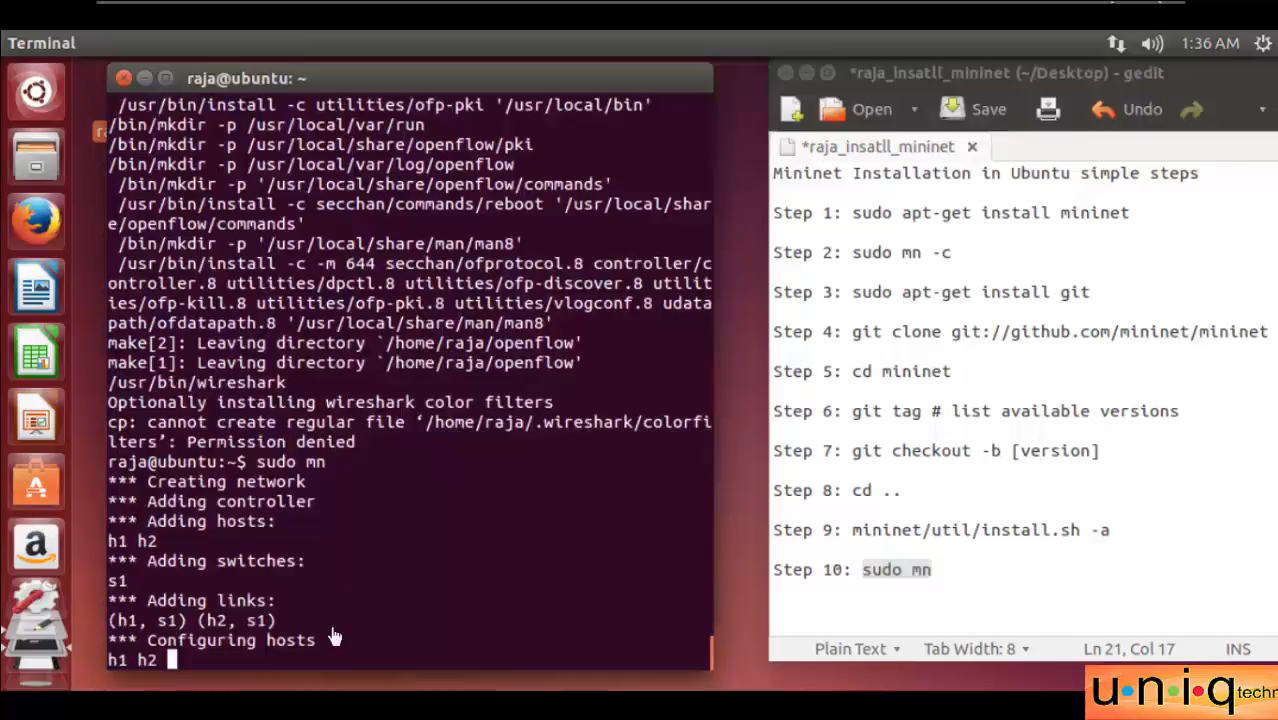 Terminal
1:36 AM
raja@ubuntu: ~
/usr/bin/install -c utilities/ofp-pki '/usr/local/bin'
/bin/mkdir -p /usr/local/var/run
/bin/mkdir -p /usr/local/share/openflow/pki
/bin/mkdir -p /usr/local/var/log/openflow
/bin/mkdir -p '/usr/local/share/openflow/commands'
/usr/bin/install -c secchan/commands/reboot '/usr/local/shar
e/openflow/commands'
/bin/mkdir -p '/usr/local/share/man/man8'
/usr/bin/install -c -m 644 secchan/ofprotocol.8 controller/c
ontroller.8 utilities/dpctl.8 utilities/ofp-discover.8 utilit
ies/ofp-kill.8 utilities/ofp-pki.8 utilities/vlogconf.8 udata
path/ofdatapath.8 '/usr/local/share/man/man8'
make[2]: Leaving directory `/home/raja/openflow'
make[1]: Leaving directory `/home/raja/openflow'
/usr/bin/wireshark
Optionally installing wireshark color filters
cp: cannot create regular file ‘/home/raja/.wireshark/colorfi
lters’: Permission denied
raja@ubuntu:~$ sudo mn
*** Creating network
*** Adding controller
*** Adding hosts:
h1 h2
*** Adding switches:
s1
*** Adding links:
(h1, s1) (h2, s1)
*** Configuring hosts
h1 h2
*raja_insatll_mininet (~/Desktop) - gedit
Open Save Undo
*raja_insatll_mininet
Mininet Installation in Ubuntu simple steps
Step 1: sudo apt-get install mininet
Step 2: sudo mn -c
Step 3: sudo apt-get install git
Step 4: git clone git://github.com/mininet/mininet
Step 5: cd mininet
Step 6: git tag # list available versions
Step 7: git checkout -b [version]
Step 8: cd ..
Step 9: mininet/util/install.sh -a
Step 10: sudo mn
Plain Text Tab Width: 8 Ln 21, Col 17 INS
uniq techn